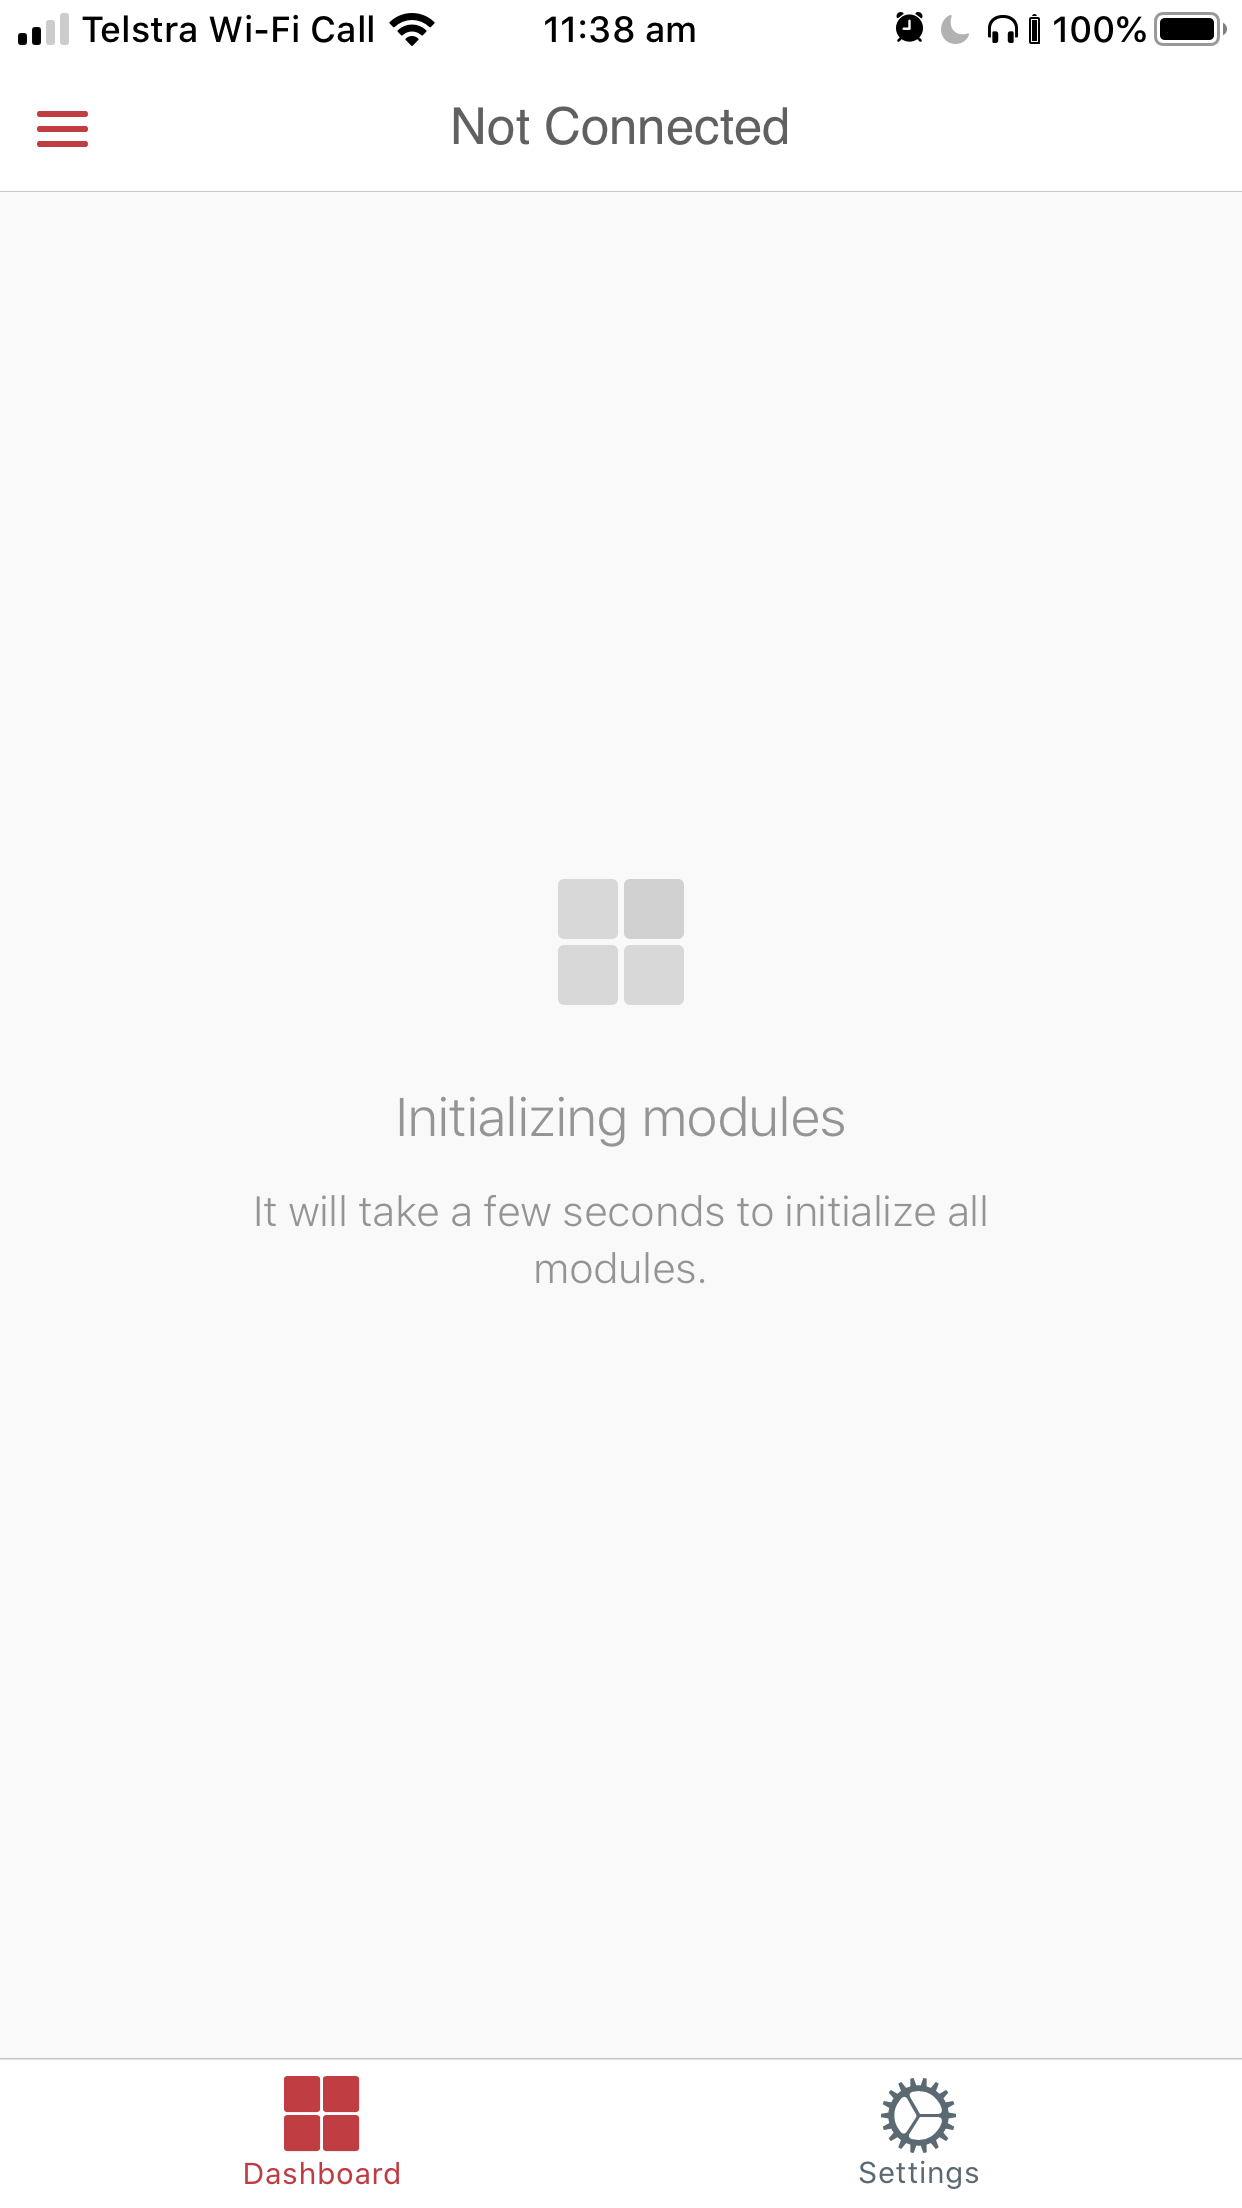 Telstra Wi-Fi Call 11:38 am 100%
Not Connected
Initializing modules
It will take a few seconds to initialize all
modules.
Dashboard Settings